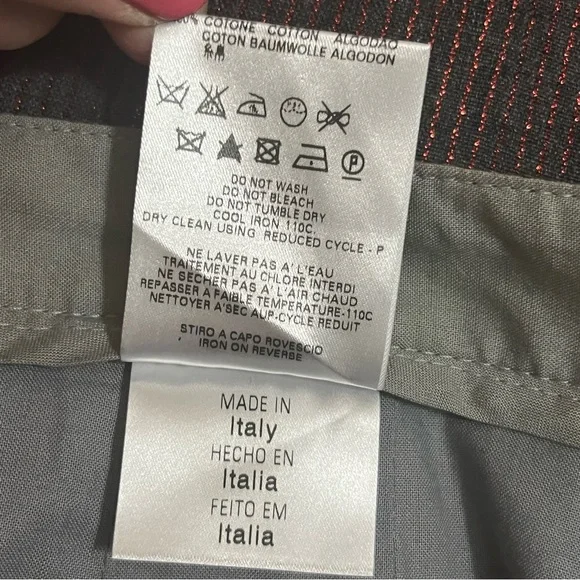 COTONE COTTON ALGODÃO
COTON BAUMWOLLE ALGODON
P
DO NOT WASH
DO NOT BLEACH
DO NOT TUMBLE DRY
COOL IRON 110C.
DRY CLEAN USING REDUCED CYCLE - P
NE LAVER PAS A' L'EAU
TRAITEMENT AU CHLORE INTERDI
NE SECHER PAS A' L'AIR CHAUD
REPASSER A FAIBLE TEMPERATURE-110C
NETTOYER A'SEC AUP-CYCLE REDUIT
STIRO A CAPO ROVESCIO
IRON ON REVERSE
MADE IN
Italy
HECHO EN
Italia
FEITO EM
Italia